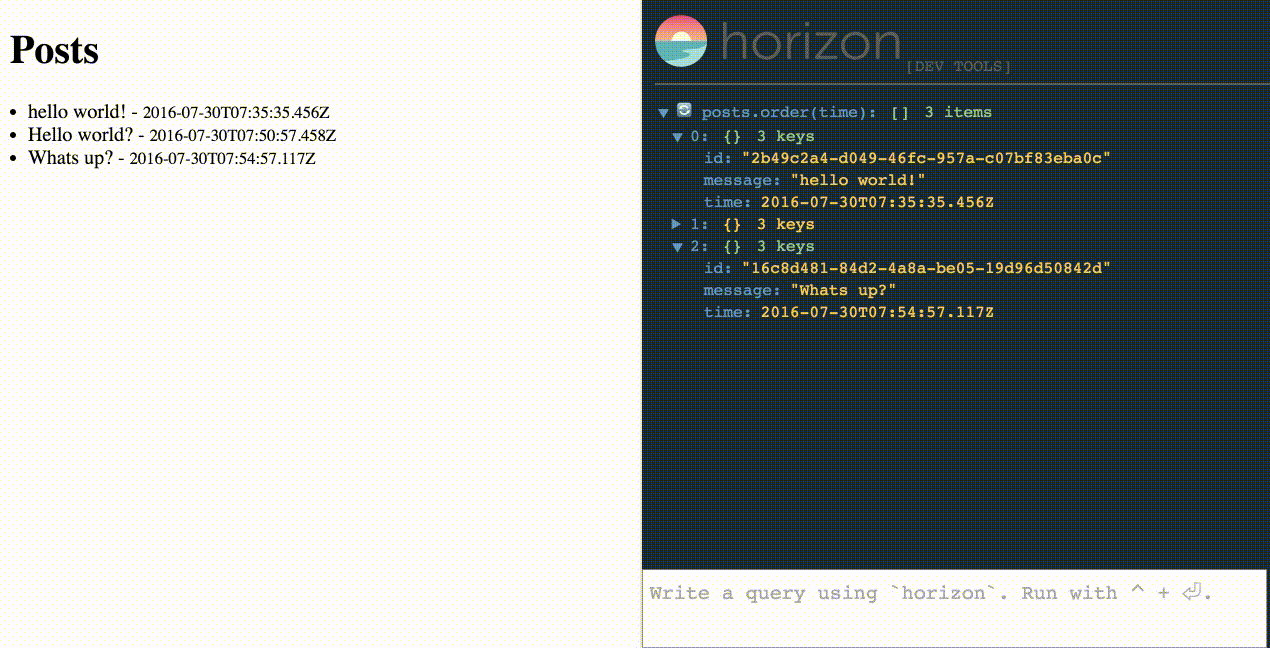 Posts
• hello world! - 2016-07-30T07:35:35.456Z
• Hello world? - 2016-07-30T07:50:57.458Z
• Whats up? - 2016-07-30T07:54:57.117Z
horizon
[DEV TOOLS]
▼ posts.order(time): [] 3 items
▼ 0: {} 3 keys
id: "2b49c2a4-d049-46fc-957a-c07bf83eba0c"
message: "hello world!"
time: 2016-07-30T07:35:35.456Z
▶ 1: {} 3 keys
▼ 2: {} 3 keys
id: "16c8d481-84d2-4a8a-be05-19d96d50842d"
message: "Whats up?"
time: 2016-07-30T07:54:57.117Z
Write a query using `horizon`. Run with ^ + ⏎.